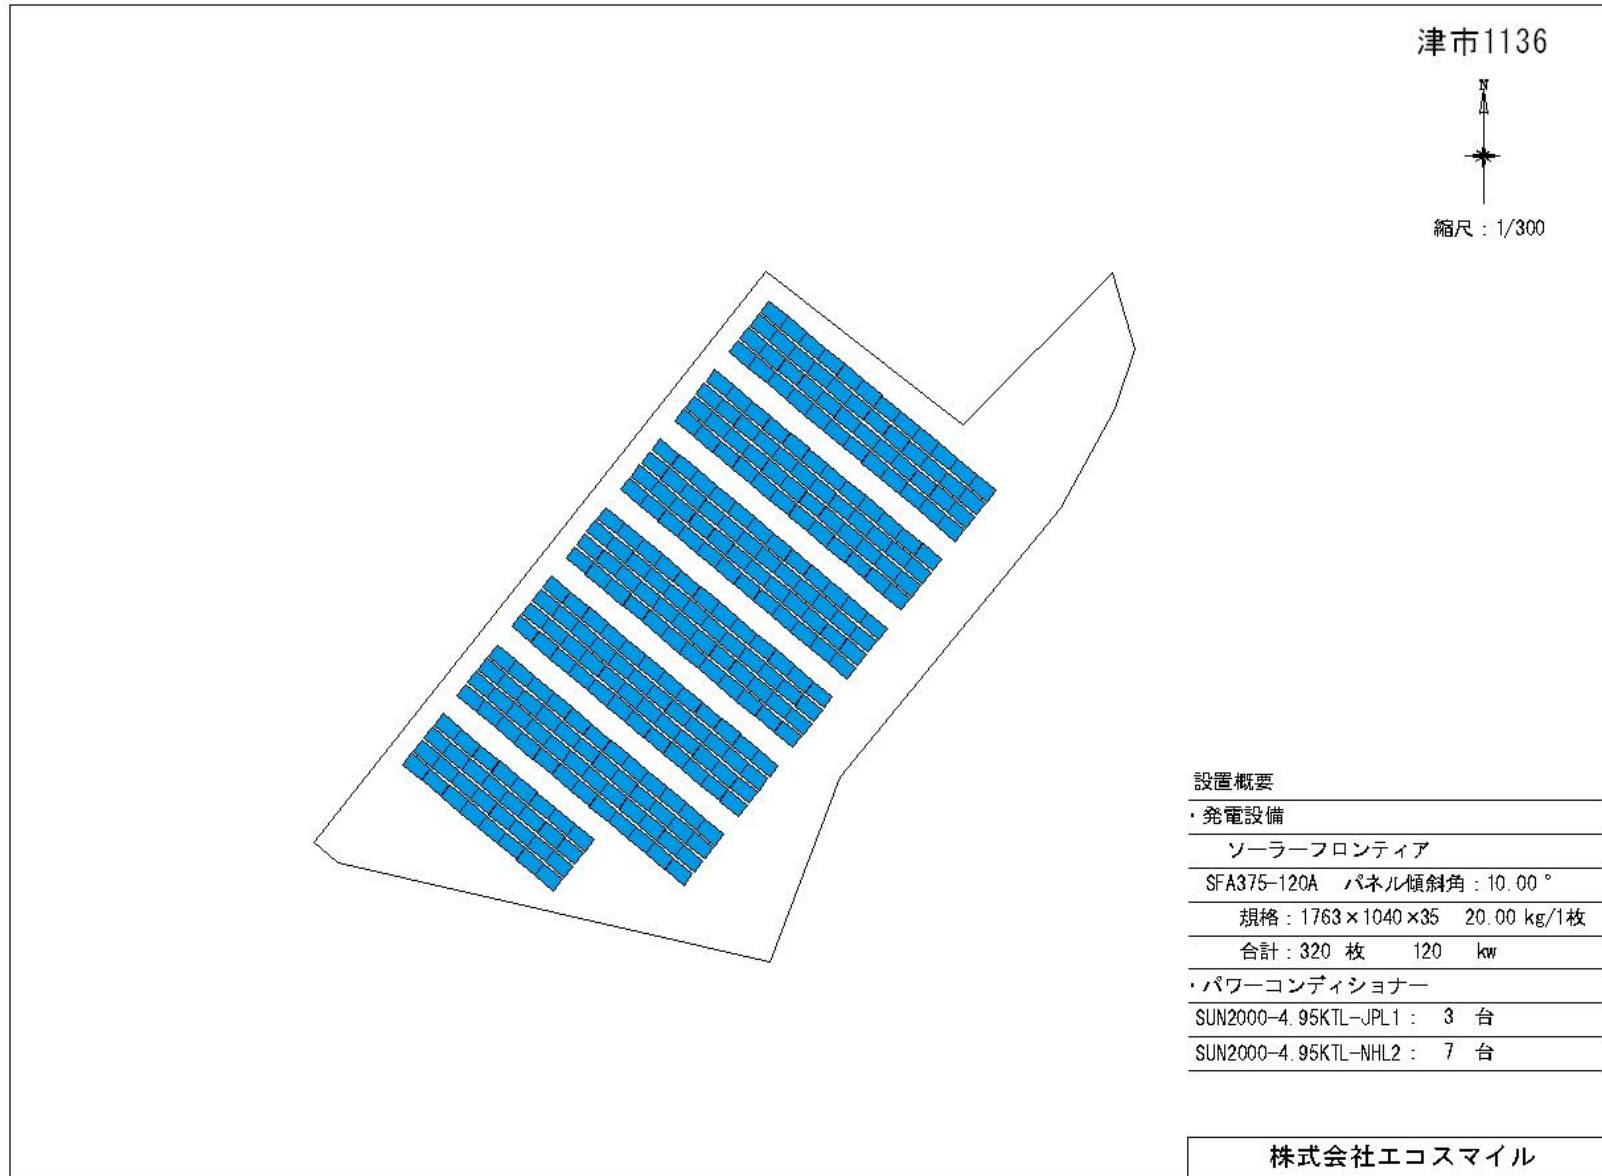 津市1136
N
縮尺：1/300
設置概要
・発電設備
ソーラーフロンティア
SFA375-120A パネル傾斜角：10.00°
規格：1763×1040×35 20.00 kg/1枚
合計：320 枚 120 kw
・パワーコンディショナー
SUN2000-4.95KTL-JPL1： 3 台
SUN2000-4.95KTL-NHL2： 7 台
株式会社エコスマイル